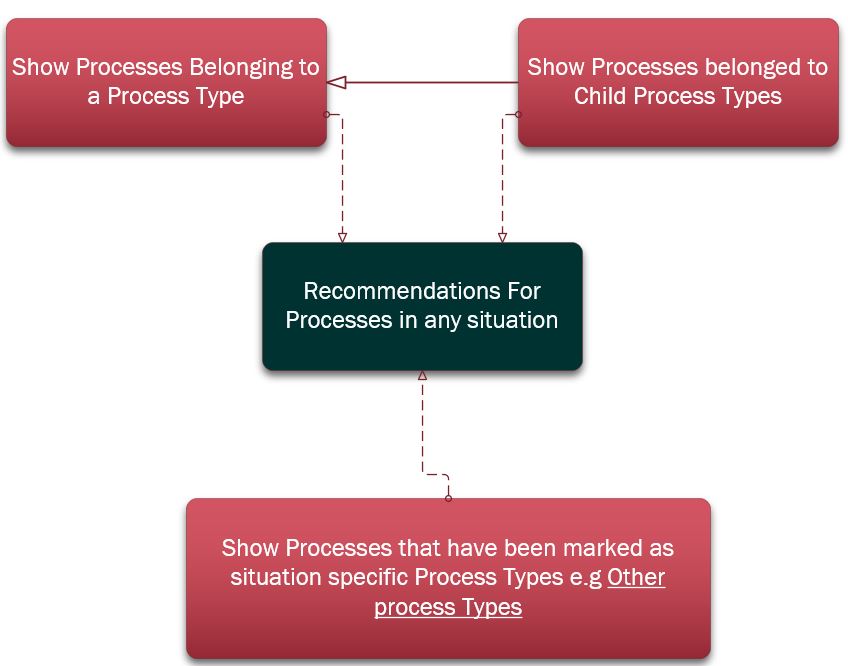 Show Processes Belonging to
a Process Type
Show Processes belonged to
Child Process Types
Recommendations For
Processes in any situation
Show Processes that have been marked as
situation specific Process Types e.g Other
process Types